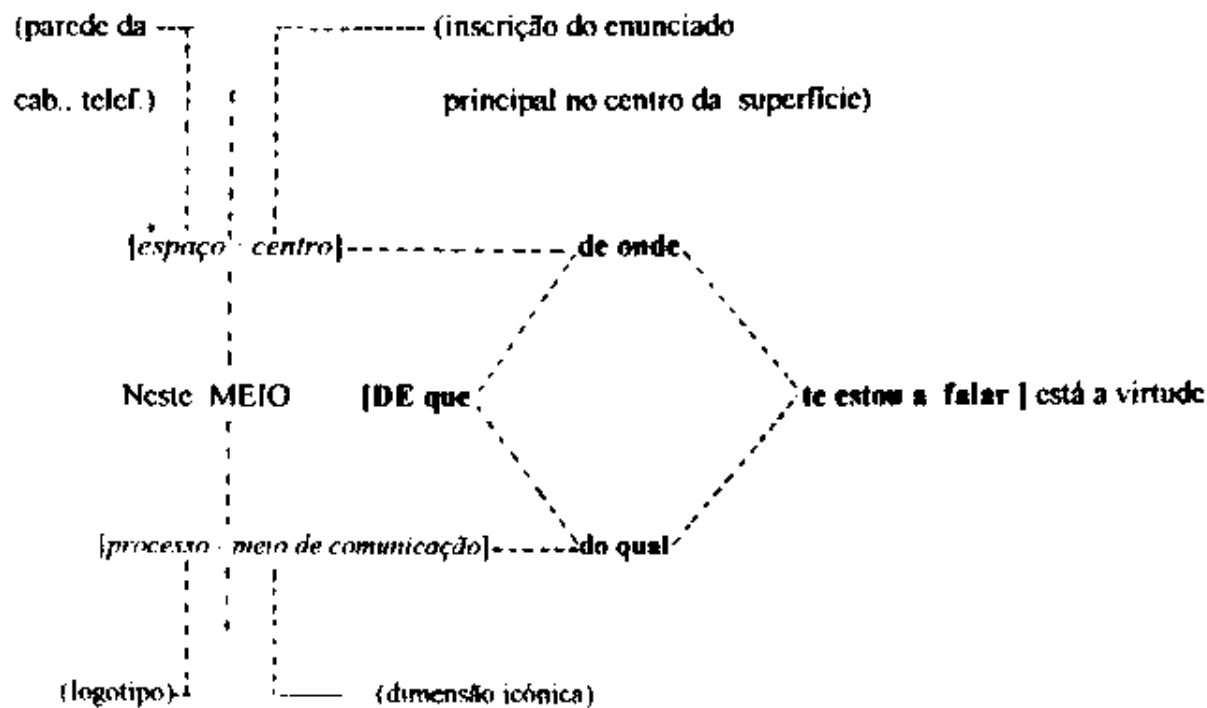 (parede da (inscrição do enunciado
cab.. telef.) principal no centro da superfície)
[espaço - centro] de onde
Neste MEIO [DE que te estou a falar ] está a virtude
[processo - meio de comunicação] do qual
(logotipo) (dimensão icónica)